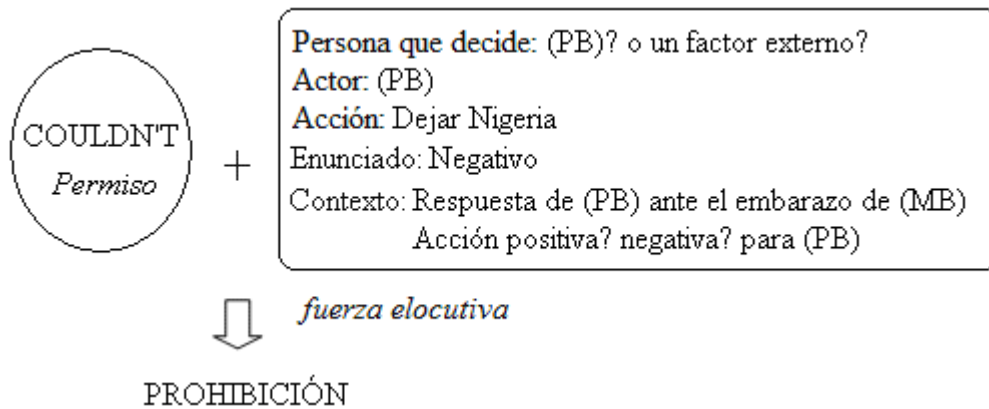 COULDN'T
Permiso
+
Persona que decide: (PB)? o un factor externo?
Actor: (PB)
Acción: Dejar Nigeria
Enunciado: Negativo
Contexto: Respuesta de (PB) ante el embarazo de (MB)
Acción positiva? negativa? para (PB)
fuerza elocutiva
PROHIBICIÓN